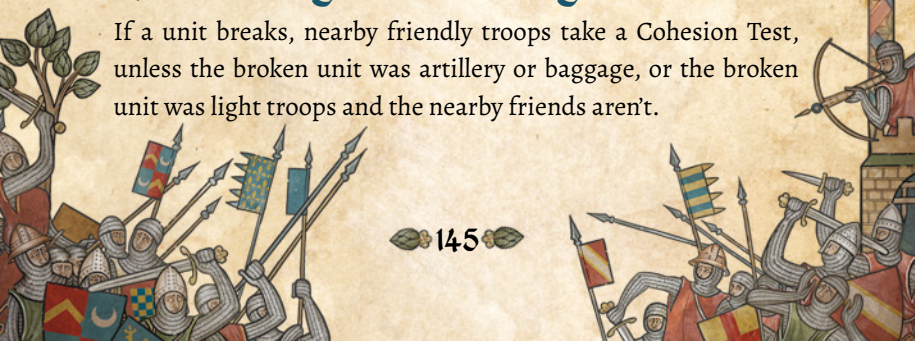 If a unit breaks, nearby friendly troops take a Cohesion Test,
unless the broken unit was artillery or baggage, or the broken
unit was light troops and the nearby friends aren’t.
145